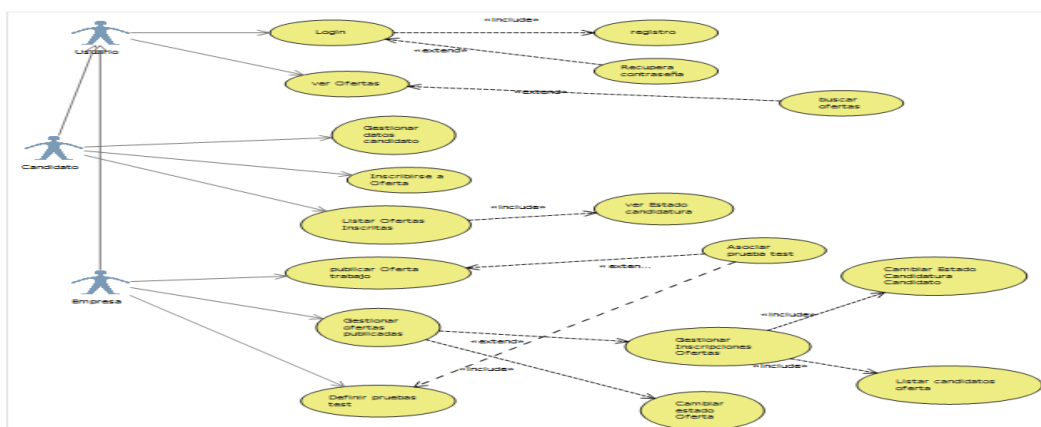 «include»
Login
registro
Usuario
«extend»
Recupera
contraseña
ver Ofertas
«extend»
buscar
ofertas
Gestionar
datos
candidato
Candidato
Inscribirse a
Oferta
ver Estado
candidatura
«include»
Listar Ofertas
Inscritas
Asociar
prueba test
publicar Oferta
trabajo
«exten...
Cambiar Estado
Candidatura
Candidato
Empresa
Gestionar
ofertas
publicadas
«include»
Gestionar
Inscripciones
Ofertas
«extend»
«include»
«include»
Listar candidatos
oferta
Definir pruebas
test
Cambiar
estado
Oferta